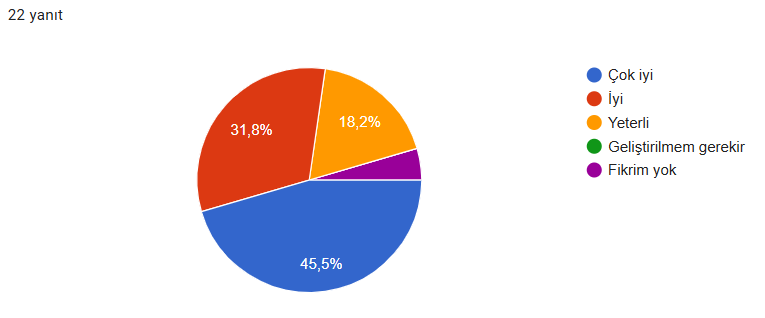 22 yanıt
31,8%
18,2%
45,5%
Çok iyi
İyi
Yeterli
Geliştirilmem gerekir
Fikrim yok